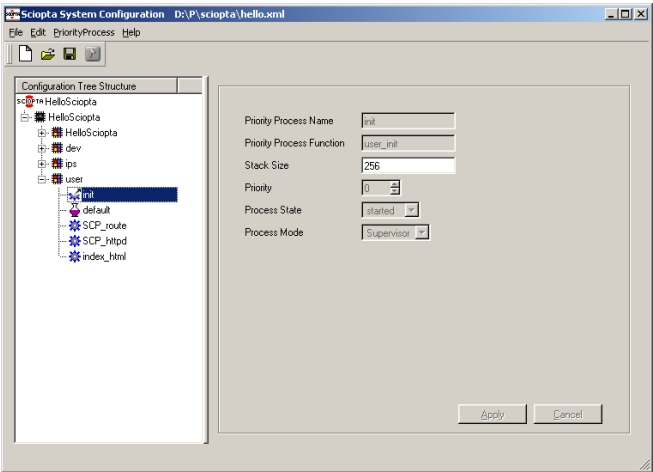 Sciopta System Configuration D:\P\sciopta\hello.xml
File Edit PriorityProcess Help
Configuration Tree Structure
SCIOPTA HelloSciopta
HelloSciopta
HelloSciopta
dev
ips
user
init
default
SCP_route
SCP_httpd
index_html
Priority Process Name init
Priority Process Function user_init
Stack Size 256
Priority 0
Process State started
Process Mode Supervisor
Apply Cancel